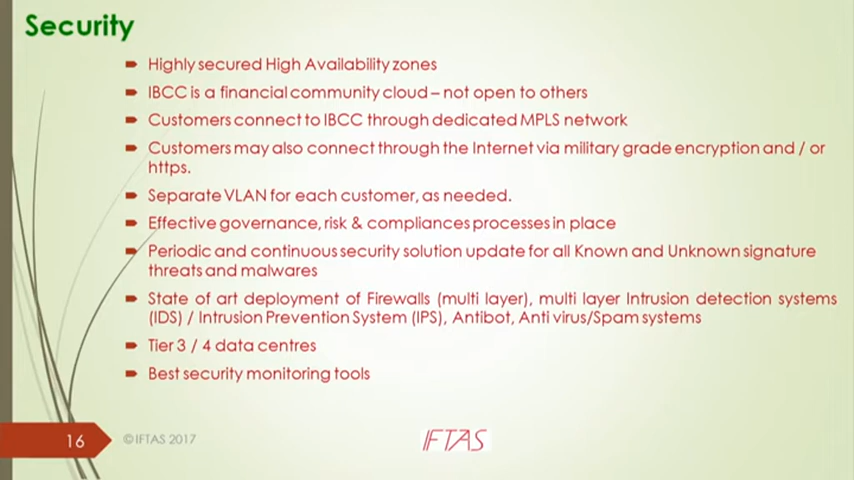 Security
Highly secured High Availability zones
IBCC is a financial community cloud – not open to others
Customers connect to IBCC through dedicated MPLS network
Customers may also connect through the Internet via military grade encryption and / or
https.
Separate VLAN for each customer, as needed.
Effective governance, risk & compliances processes in place
Periodic and continuous security solution update for all Known and Unknown signature
threats and malwares
State of art deployment of Firewalls (multi layer), multi layer Intrusion detection systems
(IDS) / Intrusion Prevention System (IPS), Antibot, Anti virus/Spam systems
Tier 3 / 4 data centres
Best security monitoring tools
16
©IFTAS 2017
IFTAS